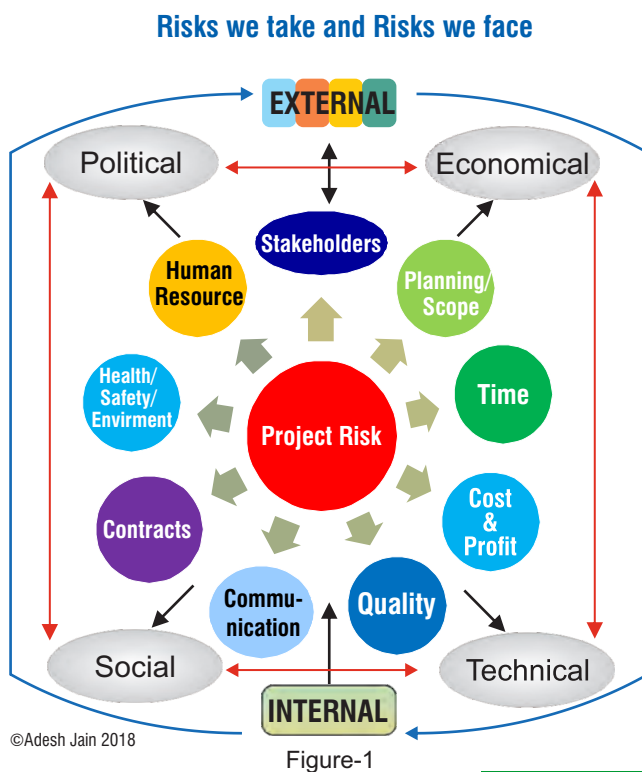 Risks we take and Risks we face
EXTERNAL
Political
Economical
Stakeholders
Human
Resource
Planning/
Scope
Health/
Safety/
Envirment
Time
Project Risk
Contracts
Cost
&
Profit
Commu-
nication
Quality
Social
Technical
INTERNAL
©Adesh Jain 2018
Figure-1